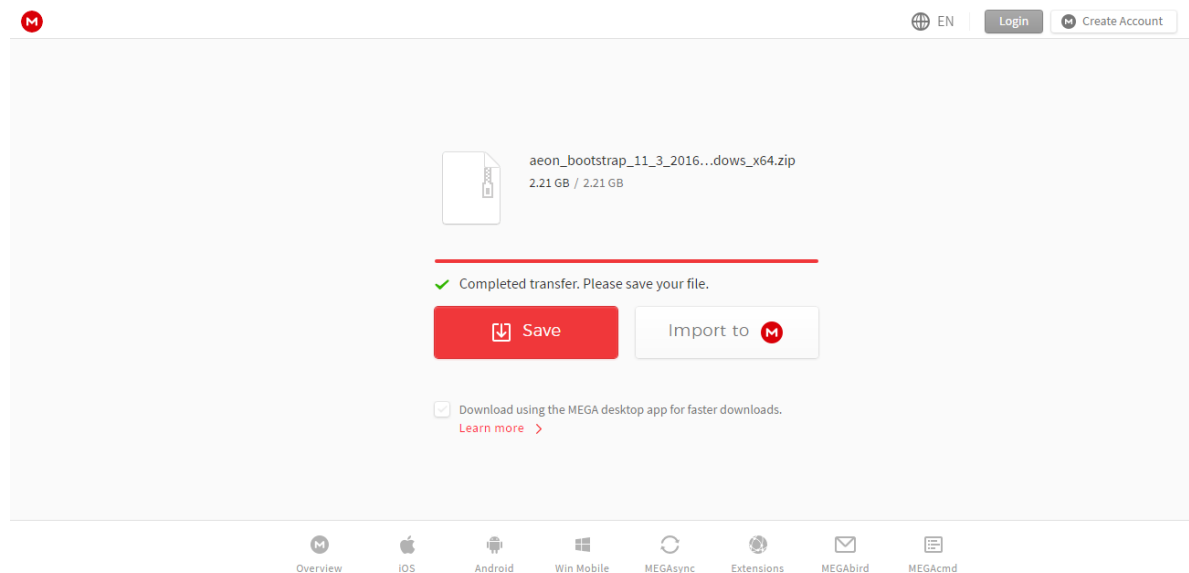 EN
Login
Create Account
aeon_bootstrap_11_3_2016...dows_x64.zip
2.21 GB / 2.21 GB
Completed transfer. Please save your file.
Save
Import to
Download using the MEGA desktop app for faster downloads.
Learn more
Overview
iOS
Android
Win Mobile
MEGAsync
Extensions
MEGAbird
MEGAcmd